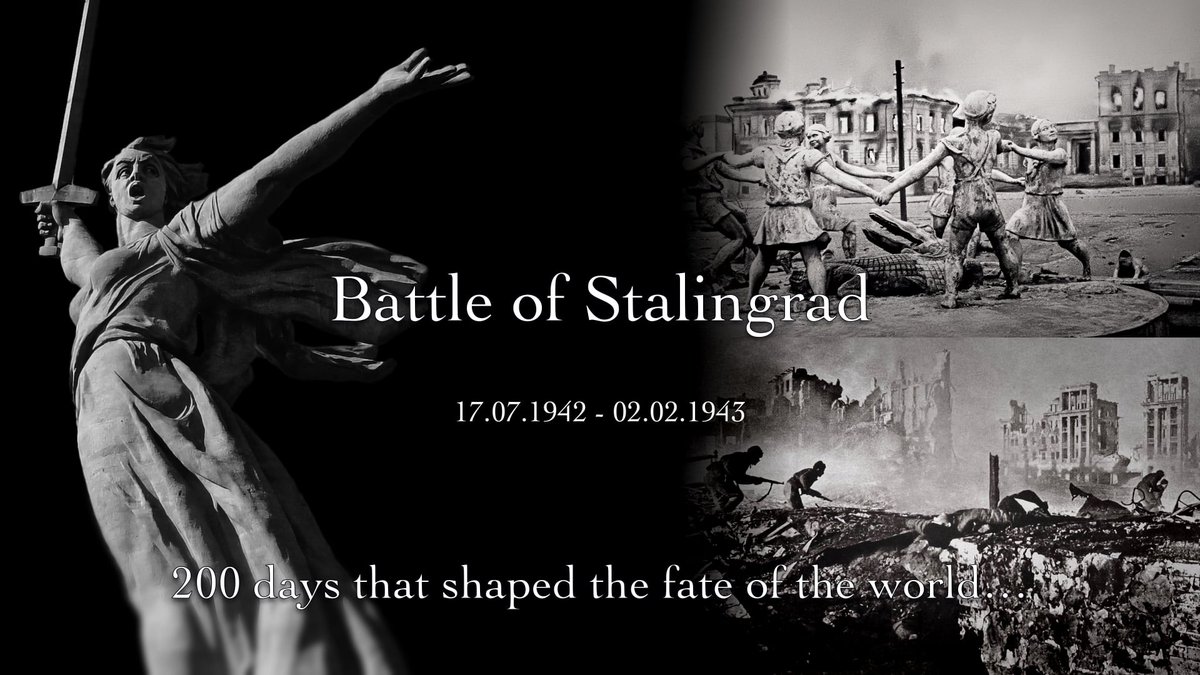 Battle of Stalingrad
17.07.1942 - 02.02.1943
200 days that shaped the fate of the world...